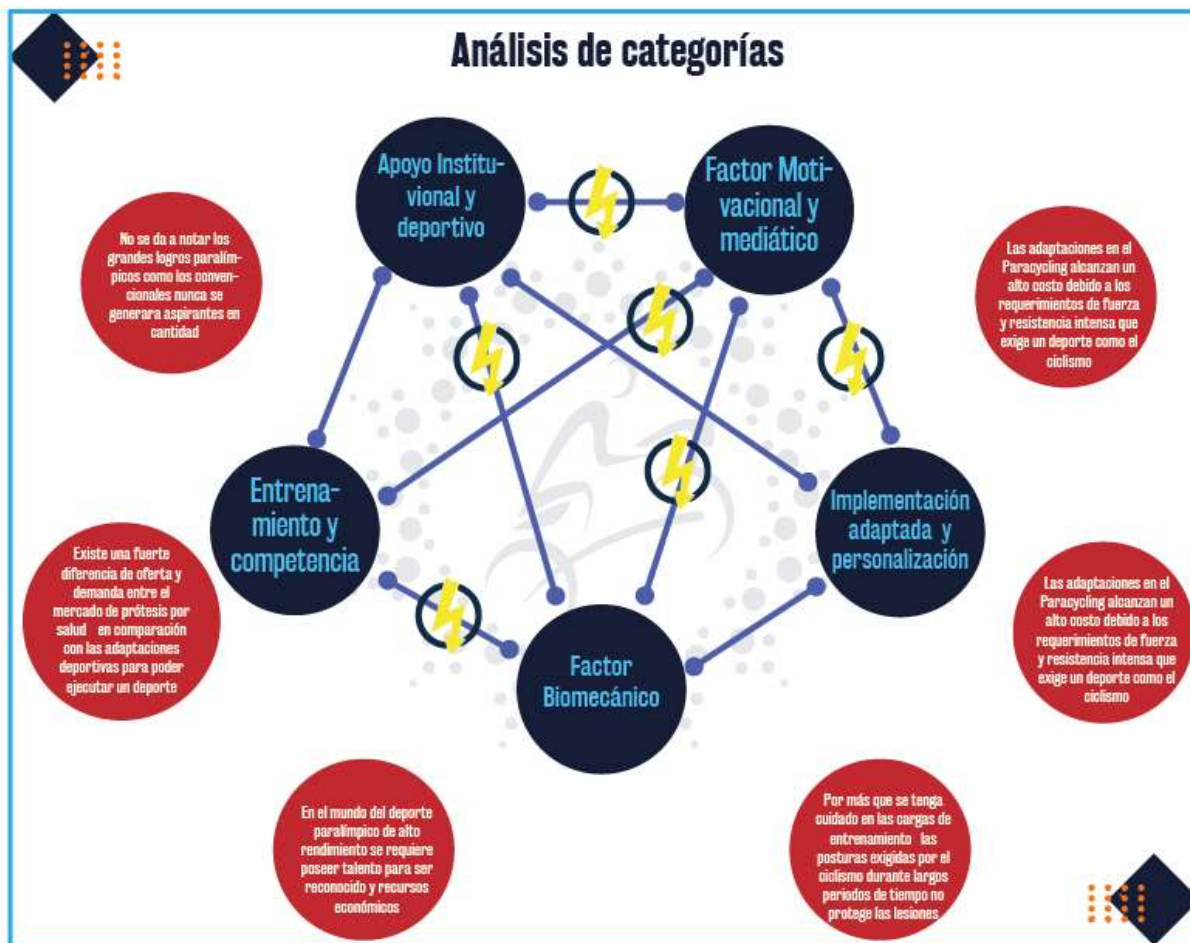 Análisis de categorías
Apoyo Institu-
vional y
deportivo
Factor Moti-
vacional y
mediático
No se da a notar los
grandes logros paralím-
picos como los conven-
cionales nunca se
generara aspirantes en
cantidad
Las adaptaciones en el
Paracycling alcanzan un
alto costo debido a los
requerimientos de fuerza
y resistencia intensa que
exige un deporte como el
ciclismo
Entrena-
miento y
competencia
Implementación
adaptada y
personalización
Existe una fuerte
diferencia de oferta y
demanda entre el
mercado de prótesis por
salud en comparación
con las adaptaciones
deportivas para poder
ejecutar un deporte
Las adaptaciones en el
Paracycling alcanzan un
alto costo debido a los
requerimientos de fuerza
y resistencia intensa que
exige un deporte como el
ciclismo
Factor
Biomecánico
En el mundo del deporte
paralímpico de alto
rendimiento se requiere
poseer talento para ser
reconocido y recursos
económicos
Por más que se tenga
cuidado en las cargas de
entrenamiento las
posturas exigidas por el
ciclismo durante largos
periodos de tiempo no
protege las lesiones